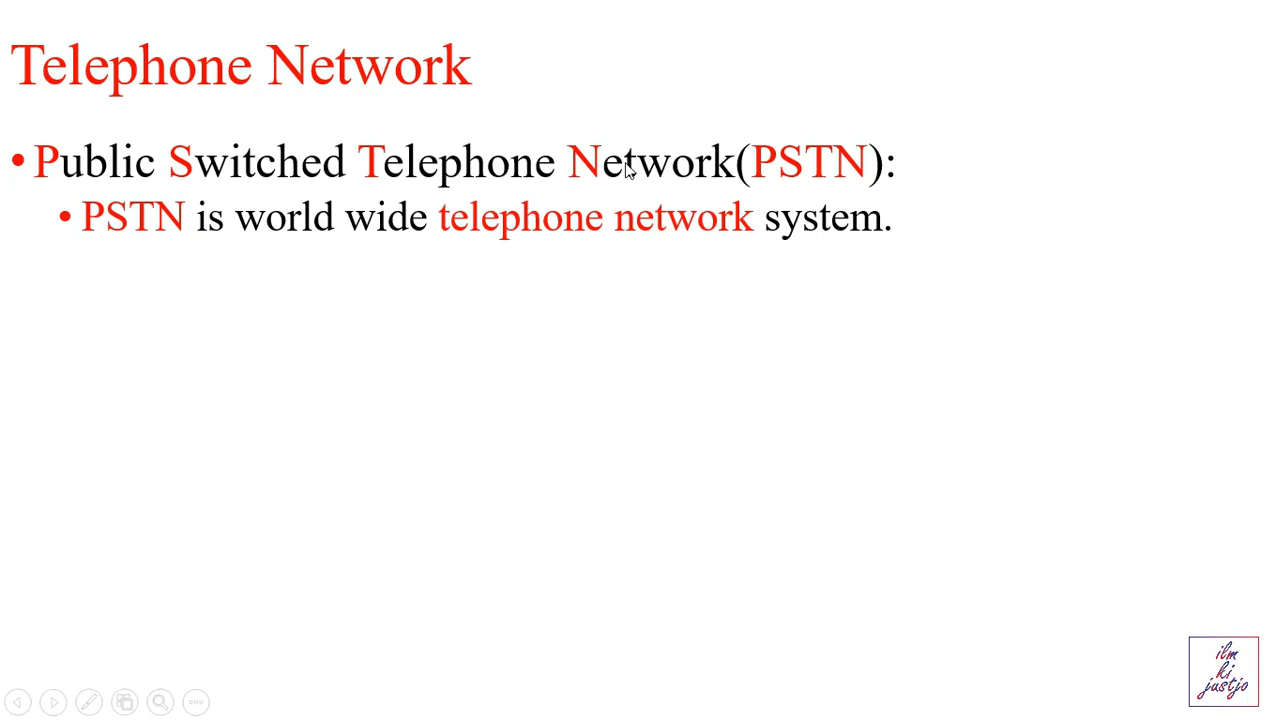 Telephone Network
• Public Switched Telephone Network(PSTN):
• PSTN is world wide telephone network system.
ilm
ki
justjo